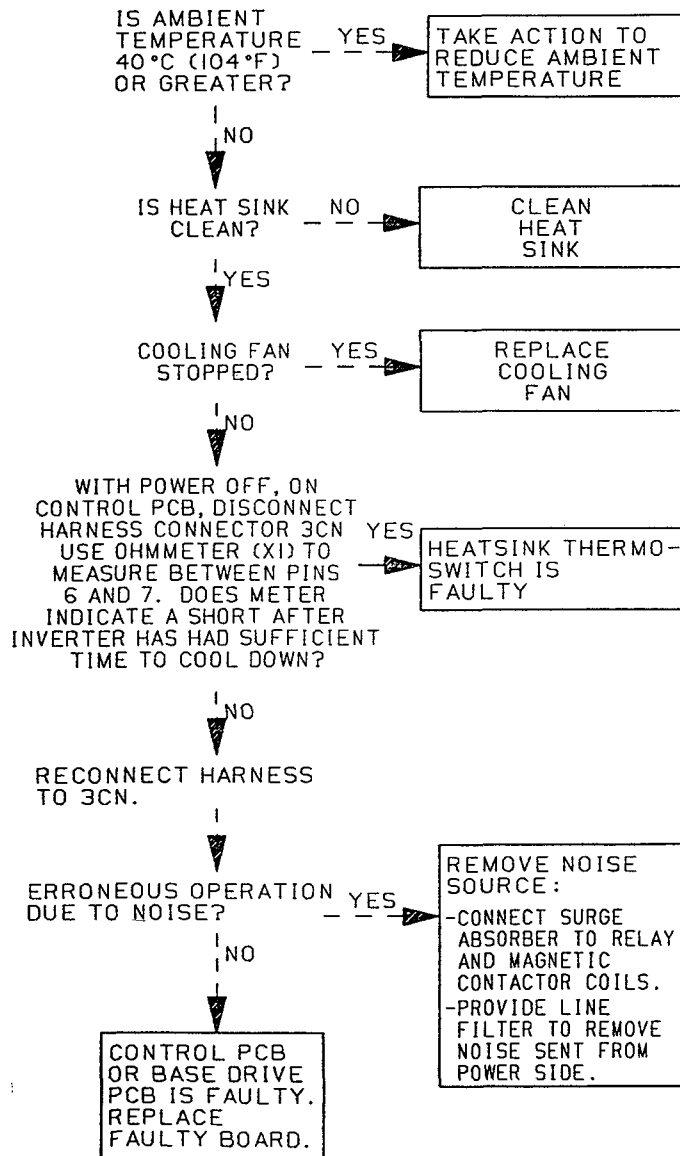 IS AMBIENT
TEMPERATURE
40°C (104°F)
OR GREATER?
YES
TAKE ACTION TO
REDUCE AMBIENT
TEMPERATURE
NO
IS HEAT SINK
CLEAN?
NO
CLEAN
HEAT
SINK
YES
COOLING FAN
STOPPED?
YES
REPLACE
COOLING
FAN
NO
WITH POWER OFF, ON
CONTROL PCB, DISCONNECT
HARNESS CONNECTOR 3CN
USE OHMMETER (X1) TO
MEASURE BETWEEN PINS
6 AND 7. DOES METER
INDICATE A SHORT AFTER
INVERTER HAS HAD SUFFICIENT
TIME TO COOL DOWN?
YES
HEATSINK THERMO-
SWITCH IS
FAULTY
NO
RECONNECT HARNESS
TO 3CN.
ERRONEOUS OPERATION
DUE TO NOISE?
YES
REMOVE NOISE
SOURCE:
-CONNECT SURGE
ABSORBER TO RELAY
AND MAGNETIC
CONTACTOR COILS.
-PROVIDE LINE
FILTER TO REMOVE
NOISE SENT FROM
POWER SIDE.
NO
CONTROL PCB
OR BASE DRIVE
PCB IS FAULTY.
REPLACE
FAULTY BOARD.